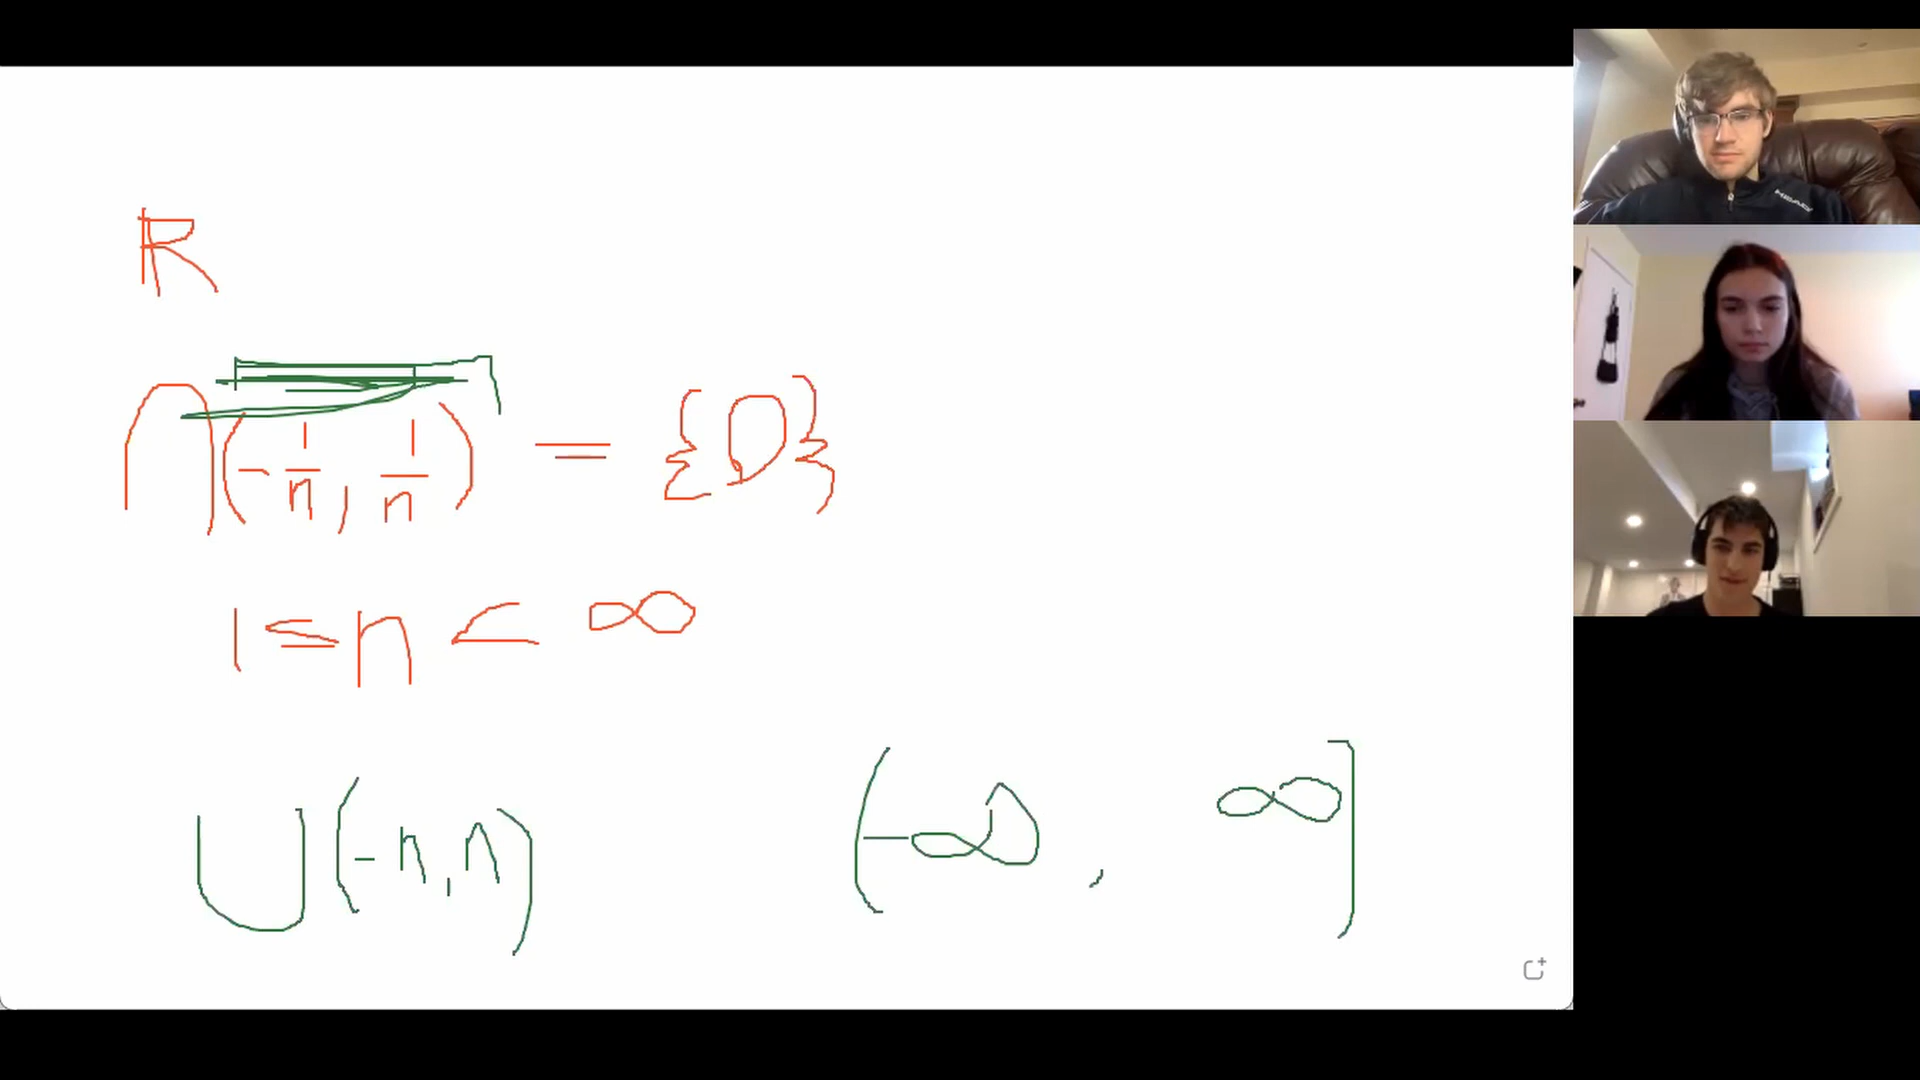 ℝ
⋂(-1/n, 1/n) = {0}
1 ≤ n < ∞
⋃(-n, n) (-∞, ∞)